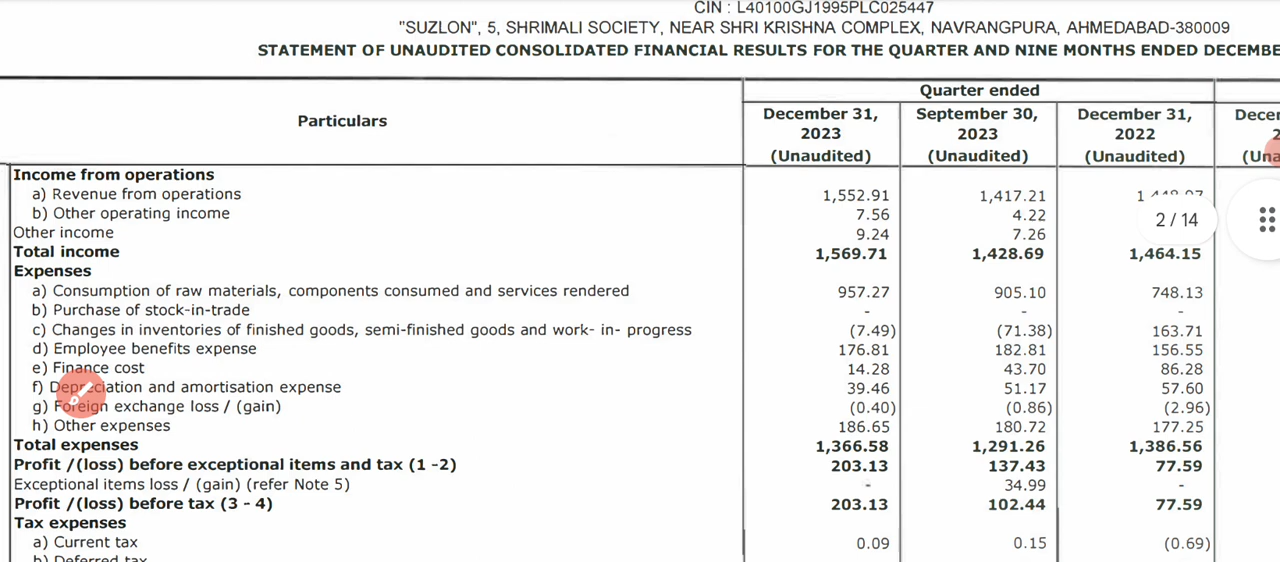 CIN : L40100GJ1995PLC025447
"SUZLON", 5, SHRIMALI SOCIETY, NEAR SHRI KRISHNA COMPLEX, NAVRANGPURA, AHMEDABAD-380009
STATEMENT OF UNAUDITED CONSOLIDATED FINANCIAL RESULTS FOR THE QUARTER AND NINE MONTHS ENDED
Particulars
Quarter ended
December 31, 2023 (Unaudited)
September 30, 2023 (Unaudited)
December 31, 2022 (Unaudited)
Income from operations
a) Revenue from operations 1,552.91 1,417.21
2 / 14
b) Other operating income 7.56 4.22
Other income 9.24 7.26
Total income 1,569.71 1,428.69 1,464.15
Expenses
a) Consumption of raw materials, components consumed and services rendered 957.27 905.10 748.13
b) Purchase of stock-in-trade - - -
c) Changes in inventories of finished goods, semi-finished goods and work- in- progress (7.49) (71.38) 163.71
d) Employee benefits expense 176.81 182.81 156.55
e) Finance cost 14.28 43.70 86.28
f) Depreciation and amortisation expense 39.46 51.17 57.60
g) Foreign exchange loss / (gain) (0.40) (0.86) (2.96)
h) Other expenses 186.65 180.72 177.25
Total expenses 1,366.58 1,291.26 1,386.56
Profit /(loss) before exceptional items and tax (1 -2) 203.13 137.43 77.59
Exceptional items loss / (gain) (refer Note 5) - 34.99 -
Profit /(loss) before tax (3 - 4) 203.13 102.44 77.59
Tax expenses
a) Current tax 0.09 0.15 (0.69)
b) Deferred tax